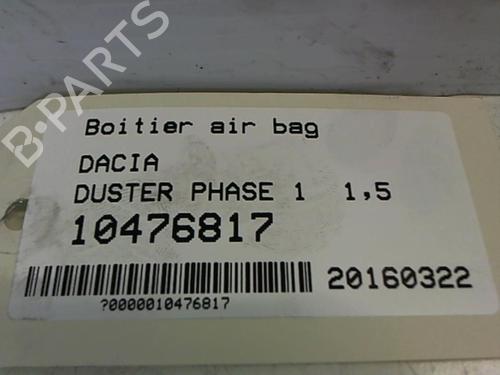 B-PARTS
Boitier air bag
DACIA
DUSTER PHASE 1 1,5
10476817
20160322
?0000010476817